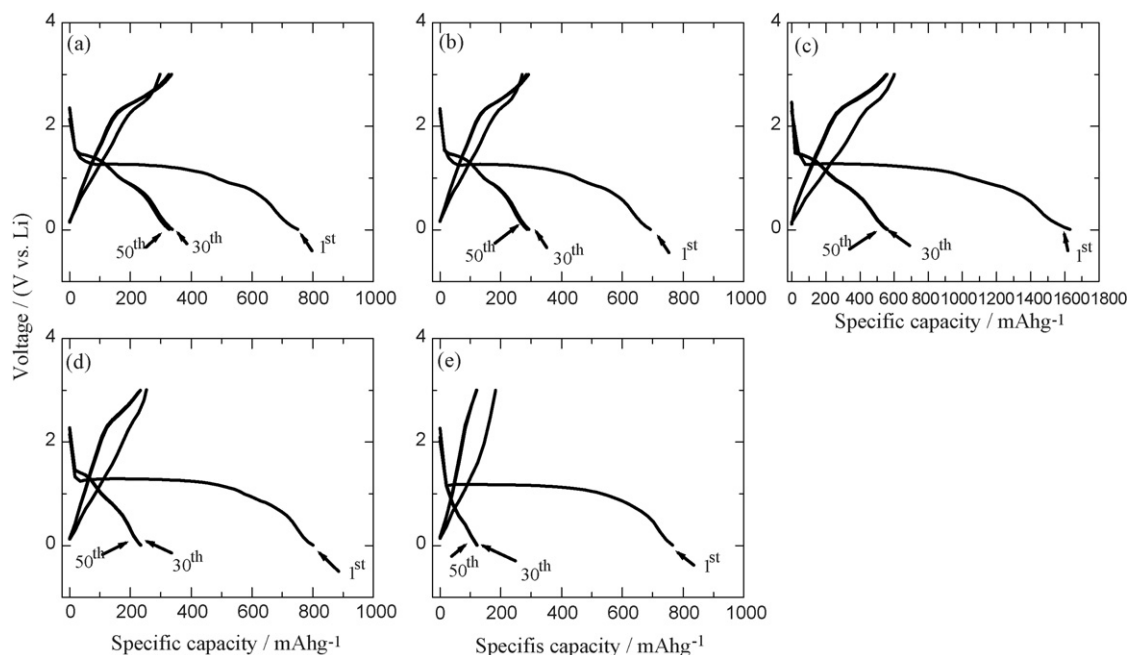 (a)
4
2
0
50th
30th
1st
0 200 400 600 800 1000
(b)
4
2
0
50th
30th
1st
0 200 400 600 800 1000
(c)
4
2
0
50th
30th
1st
0 200 400 600 800 1000 1200 1400 1600 1800
Specific capacity / mAhg-1
Voltage / (V vs. Li)
(d)
4
2
0
50th
30th
1st
0 200 400 600 800 1000
Specific capacity / mAhg-1
(e)
4
2
0
50th
30th
1st
0 200 400 600 800 1000
Specifis capacity / mAhg-1